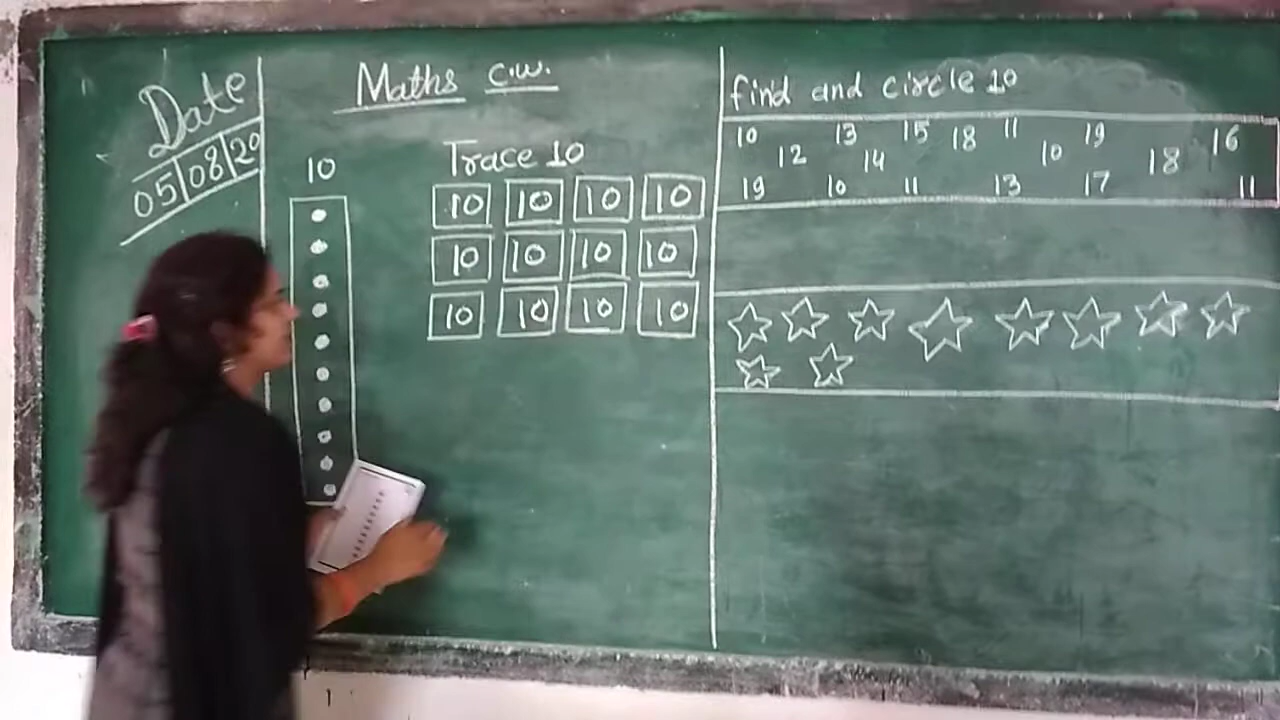 Date
05|08|20
Maths c.w.
10
Trace 10
10 10 10 10
10 10 10 10
10 10 10 10
find and circle 10
10 13 15 18 11 19 16
12 14 10 18
19 10 11 13 17 11